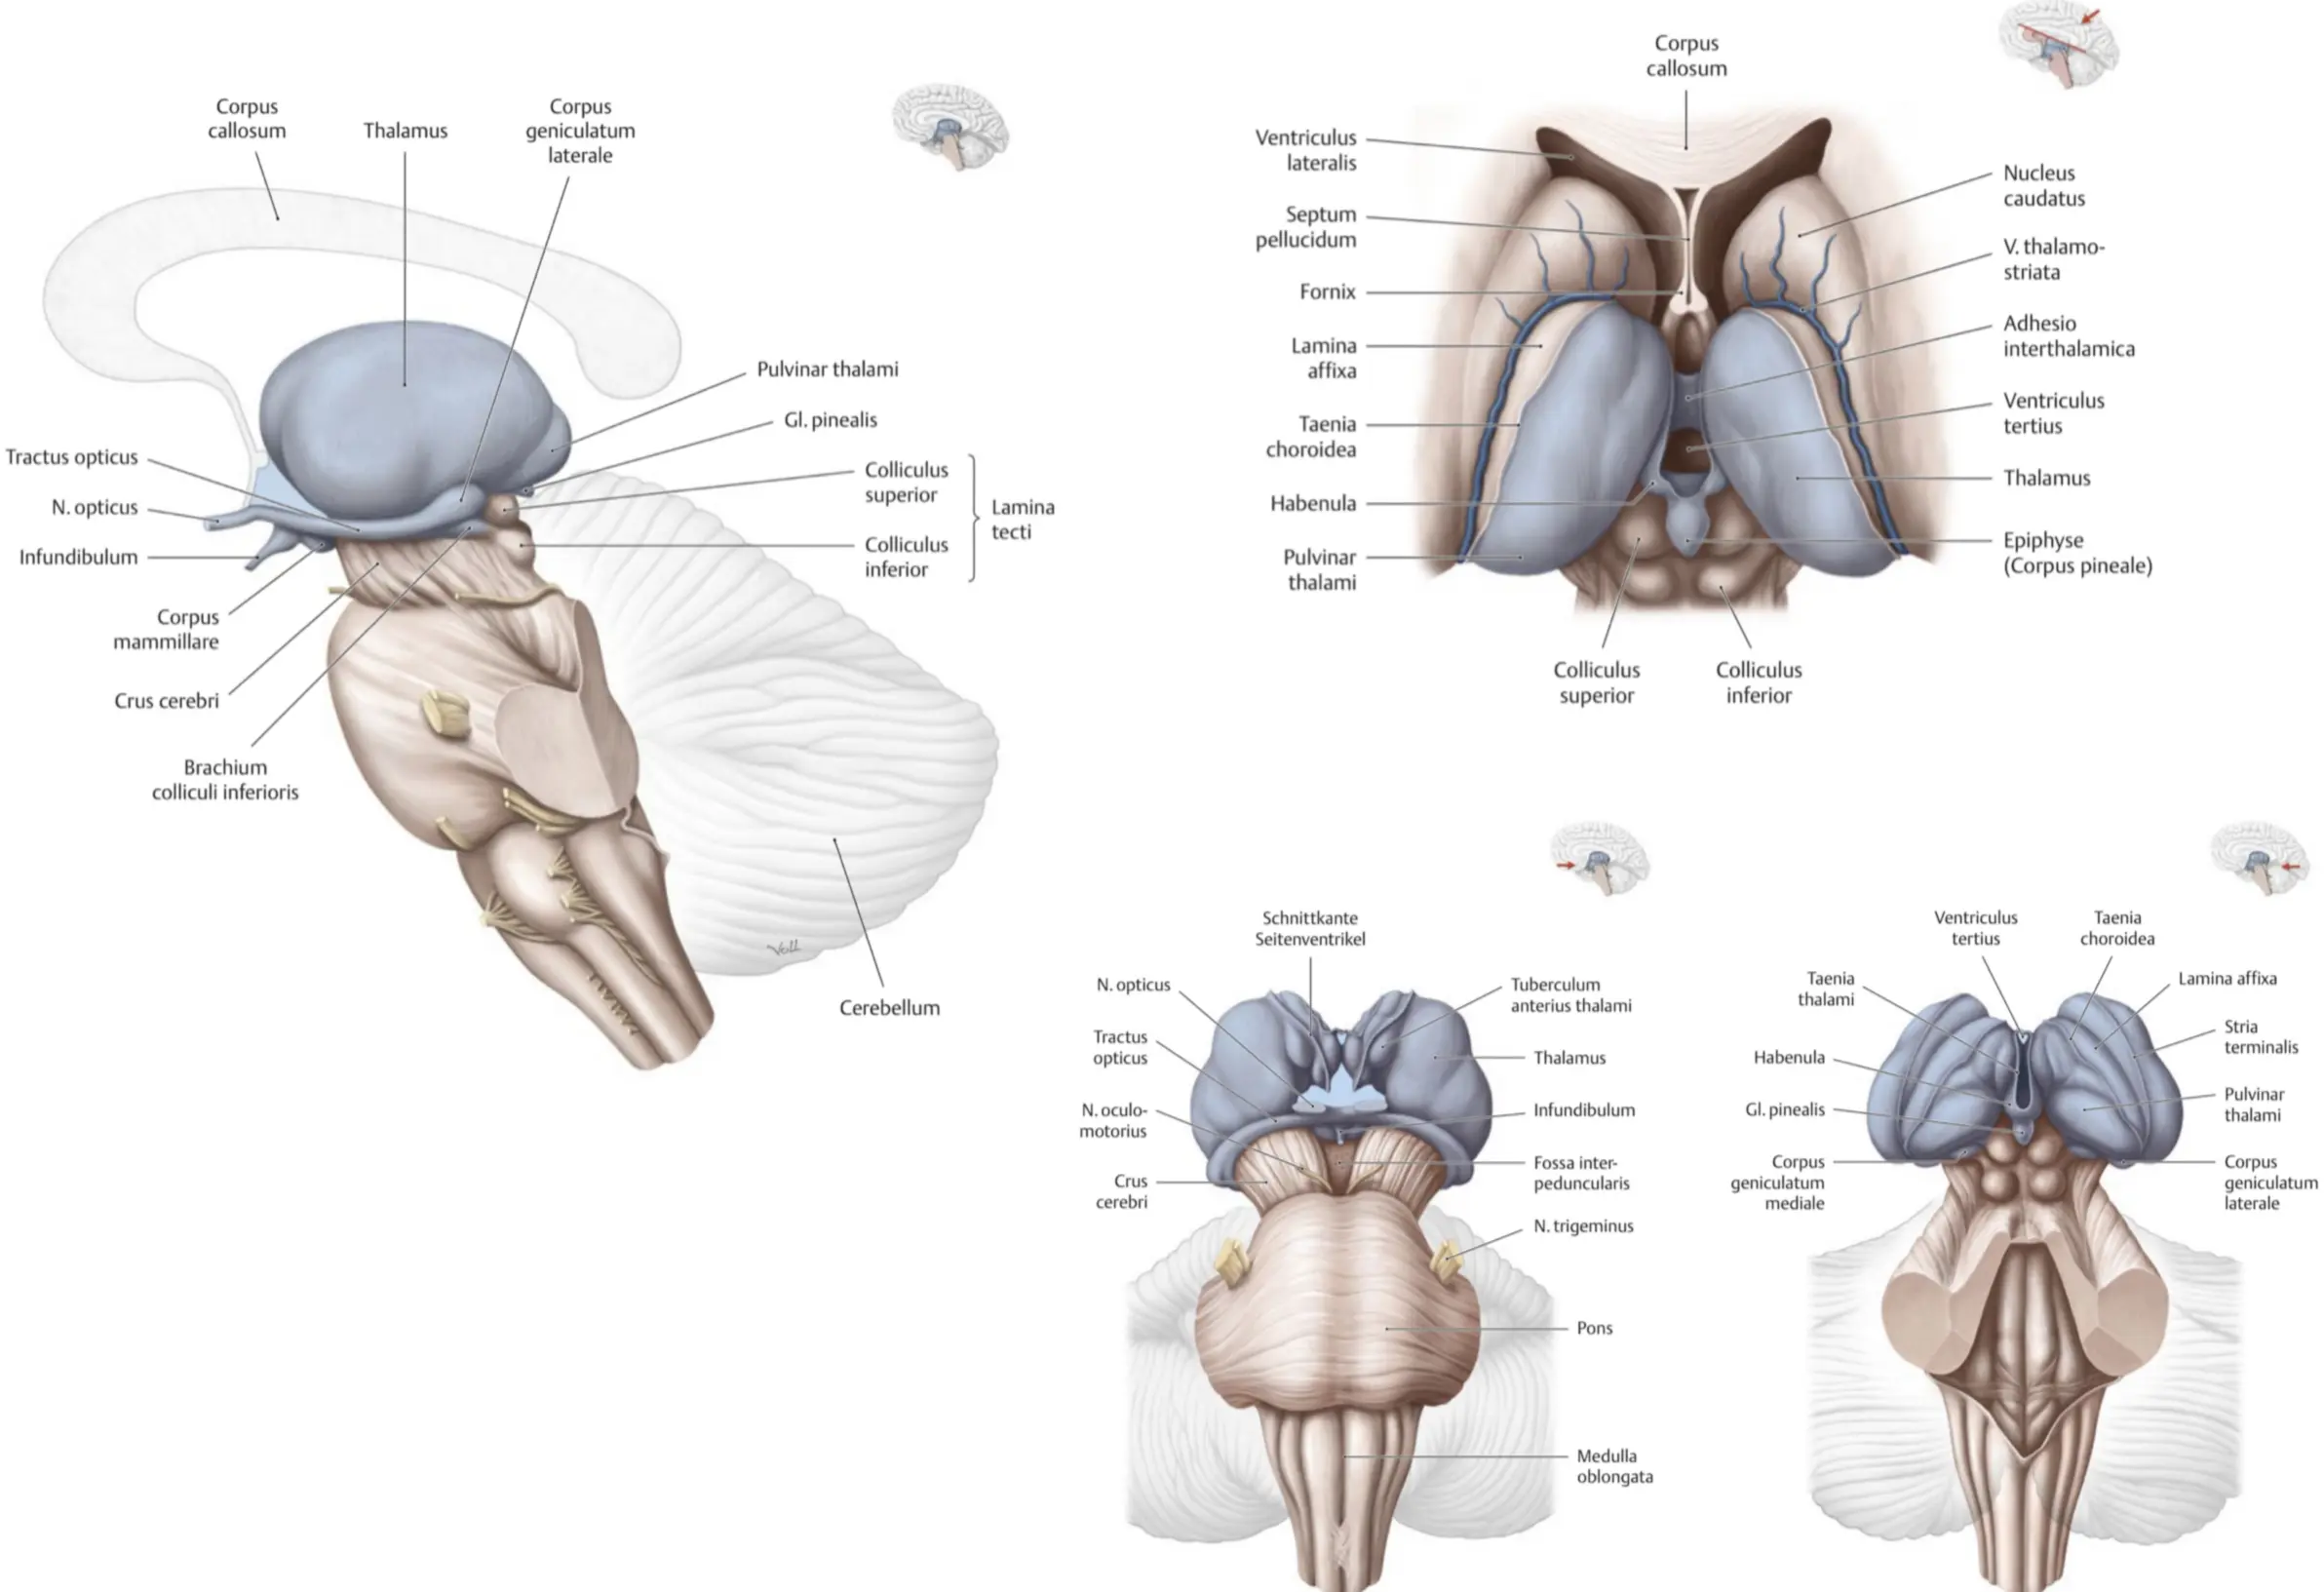 Corpus
callosum
Thalamus
Corpus
geniculatum
laterale
Pulvinar thalami
Gl. pinealis
Colliculus
superior
Colliculus
inferior
Lamina
tecti
Tractus opticus
N. opticus
Infundibulum
Corpus
mammillare
Crus cerebri
Brachium
colliculi inferioris
Cerebellum
Voll
Corpus
callosum
Ventriculus
lateralis
Septum
pellucidum
Fornix
Lamina
affixa
Taenia
choroidea
Habenula
Pulvinar
thalami
Nucleus
caudatus
V. thalamo-
striata
Adhesio
interthalamica
Ventriculus
tertius
Thalamus
Epiphyse
(Corpus pineale)
Colliculus
superior
Colliculus
inferior
Schnittkante
Seitenventrikel
N. opticus
Tractus
opticus
N. oculo-
motorius
Crus
cerebri
Tuberculum
anterius thalami
Thalamus
Infundibulum
Fossa inter-
peduncularis
N. trigeminus
Pons
Medulla
oblongata
Ventriculus
tertius
Taenia
choroidea
Taenia
thalami
Habenula
Gl. pinealis
Corpus
geniculatum
mediale
Lamina affixa
Stria
terminalis
Pulvinar
thalami
Corpus
geniculatum
laterale